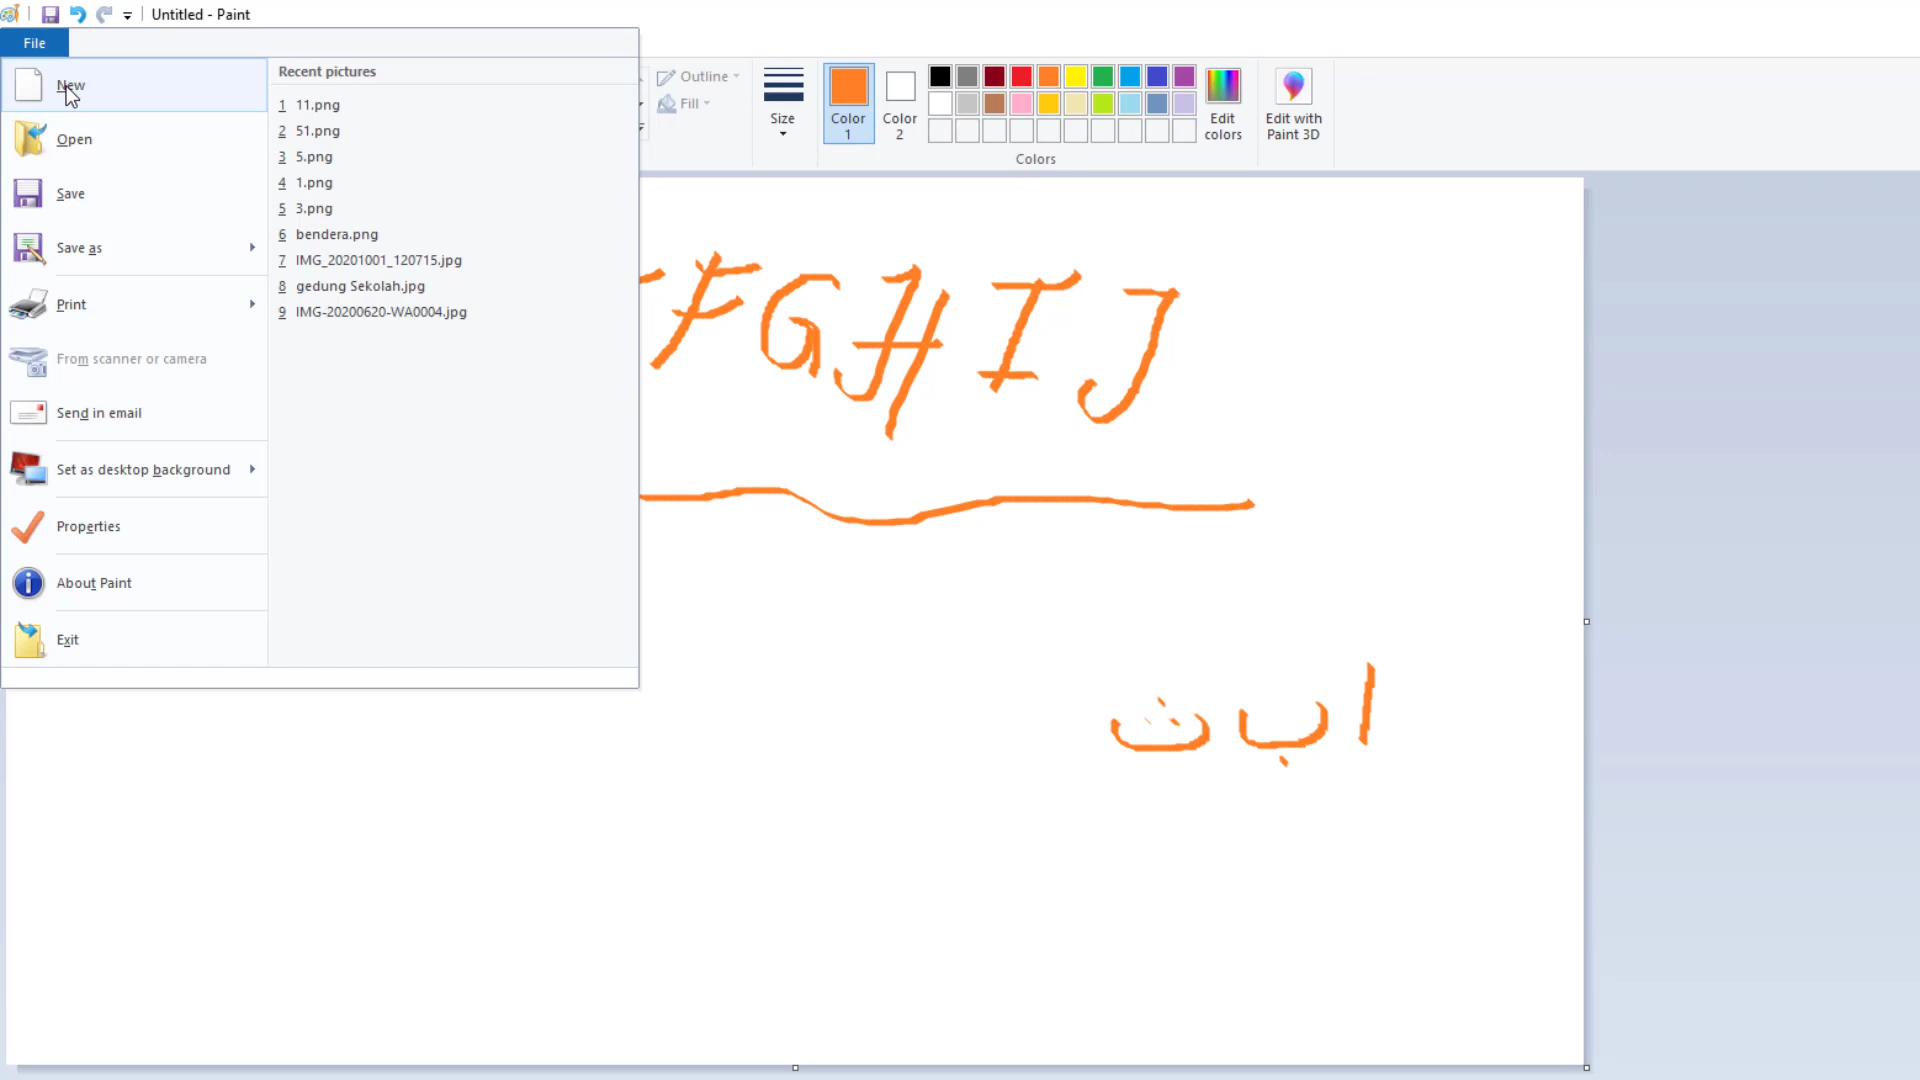 Untitled - Paint
File
New
Open
Save
Save as
Print
From scanner or camera
Send in email
Set as desktop background
Properties
About Paint
Exit
Recent pictures
1 11.png
2 51.png
3 5.png
4 1.png
5 3.png
6 bendera.png
7 IMG_20201001_120715.jpg
8 gedung Sekolah.jpg
9 IMG-20200620-WA0004.jpg
Outline
Fill
Size
Color 1
Color 2
Edit colors
Edit with Paint 3D
Colors
F G H I J
ا ب ت